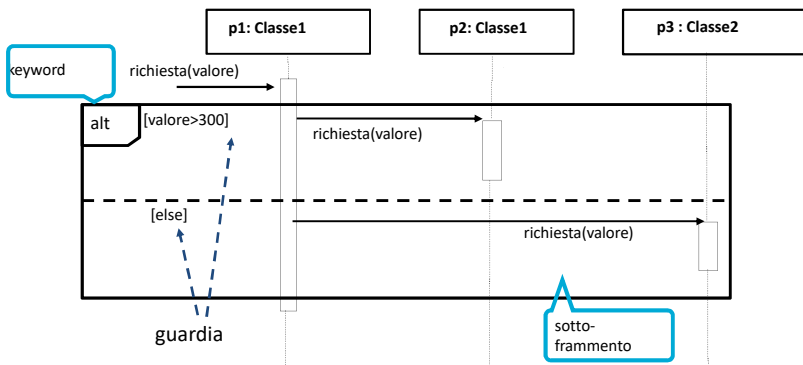 p1: Classe1
p2: Classe1
p3 : Classe2
keyword
richiesta(valore)
alt
[valore>300]
richiesta(valore)
[else]
richiesta(valore)
guardia
sotto-
frammento